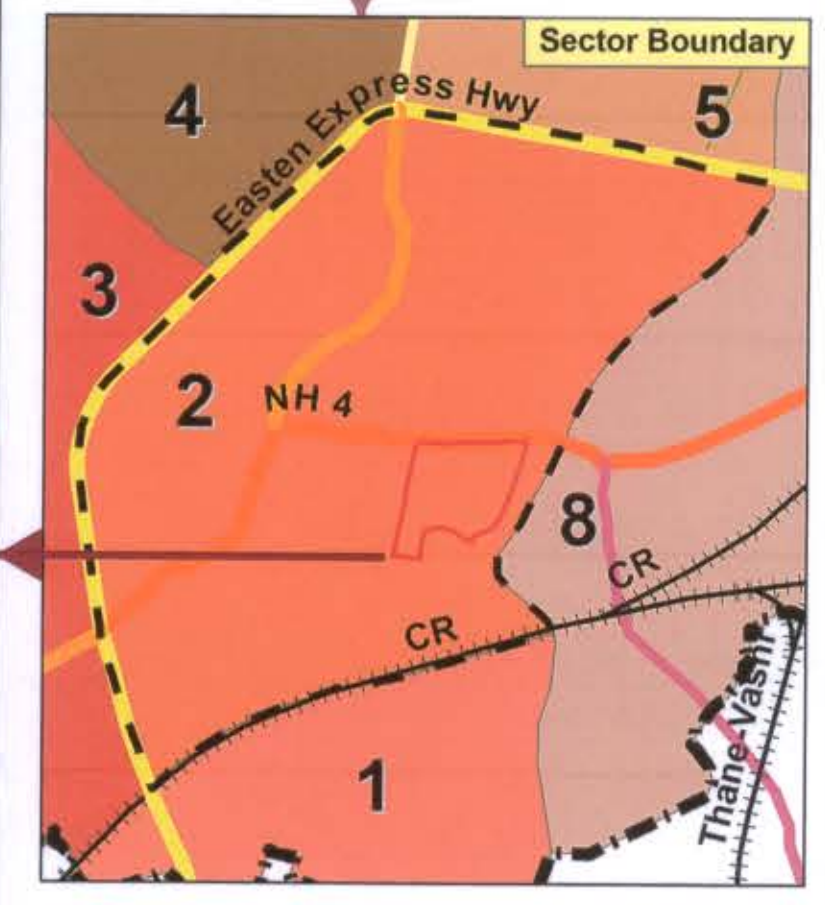 Sector Boundary
4
5
Easten Express Hwy
3
2
NH 4
8
CR
CR
Thane-Vashi
1